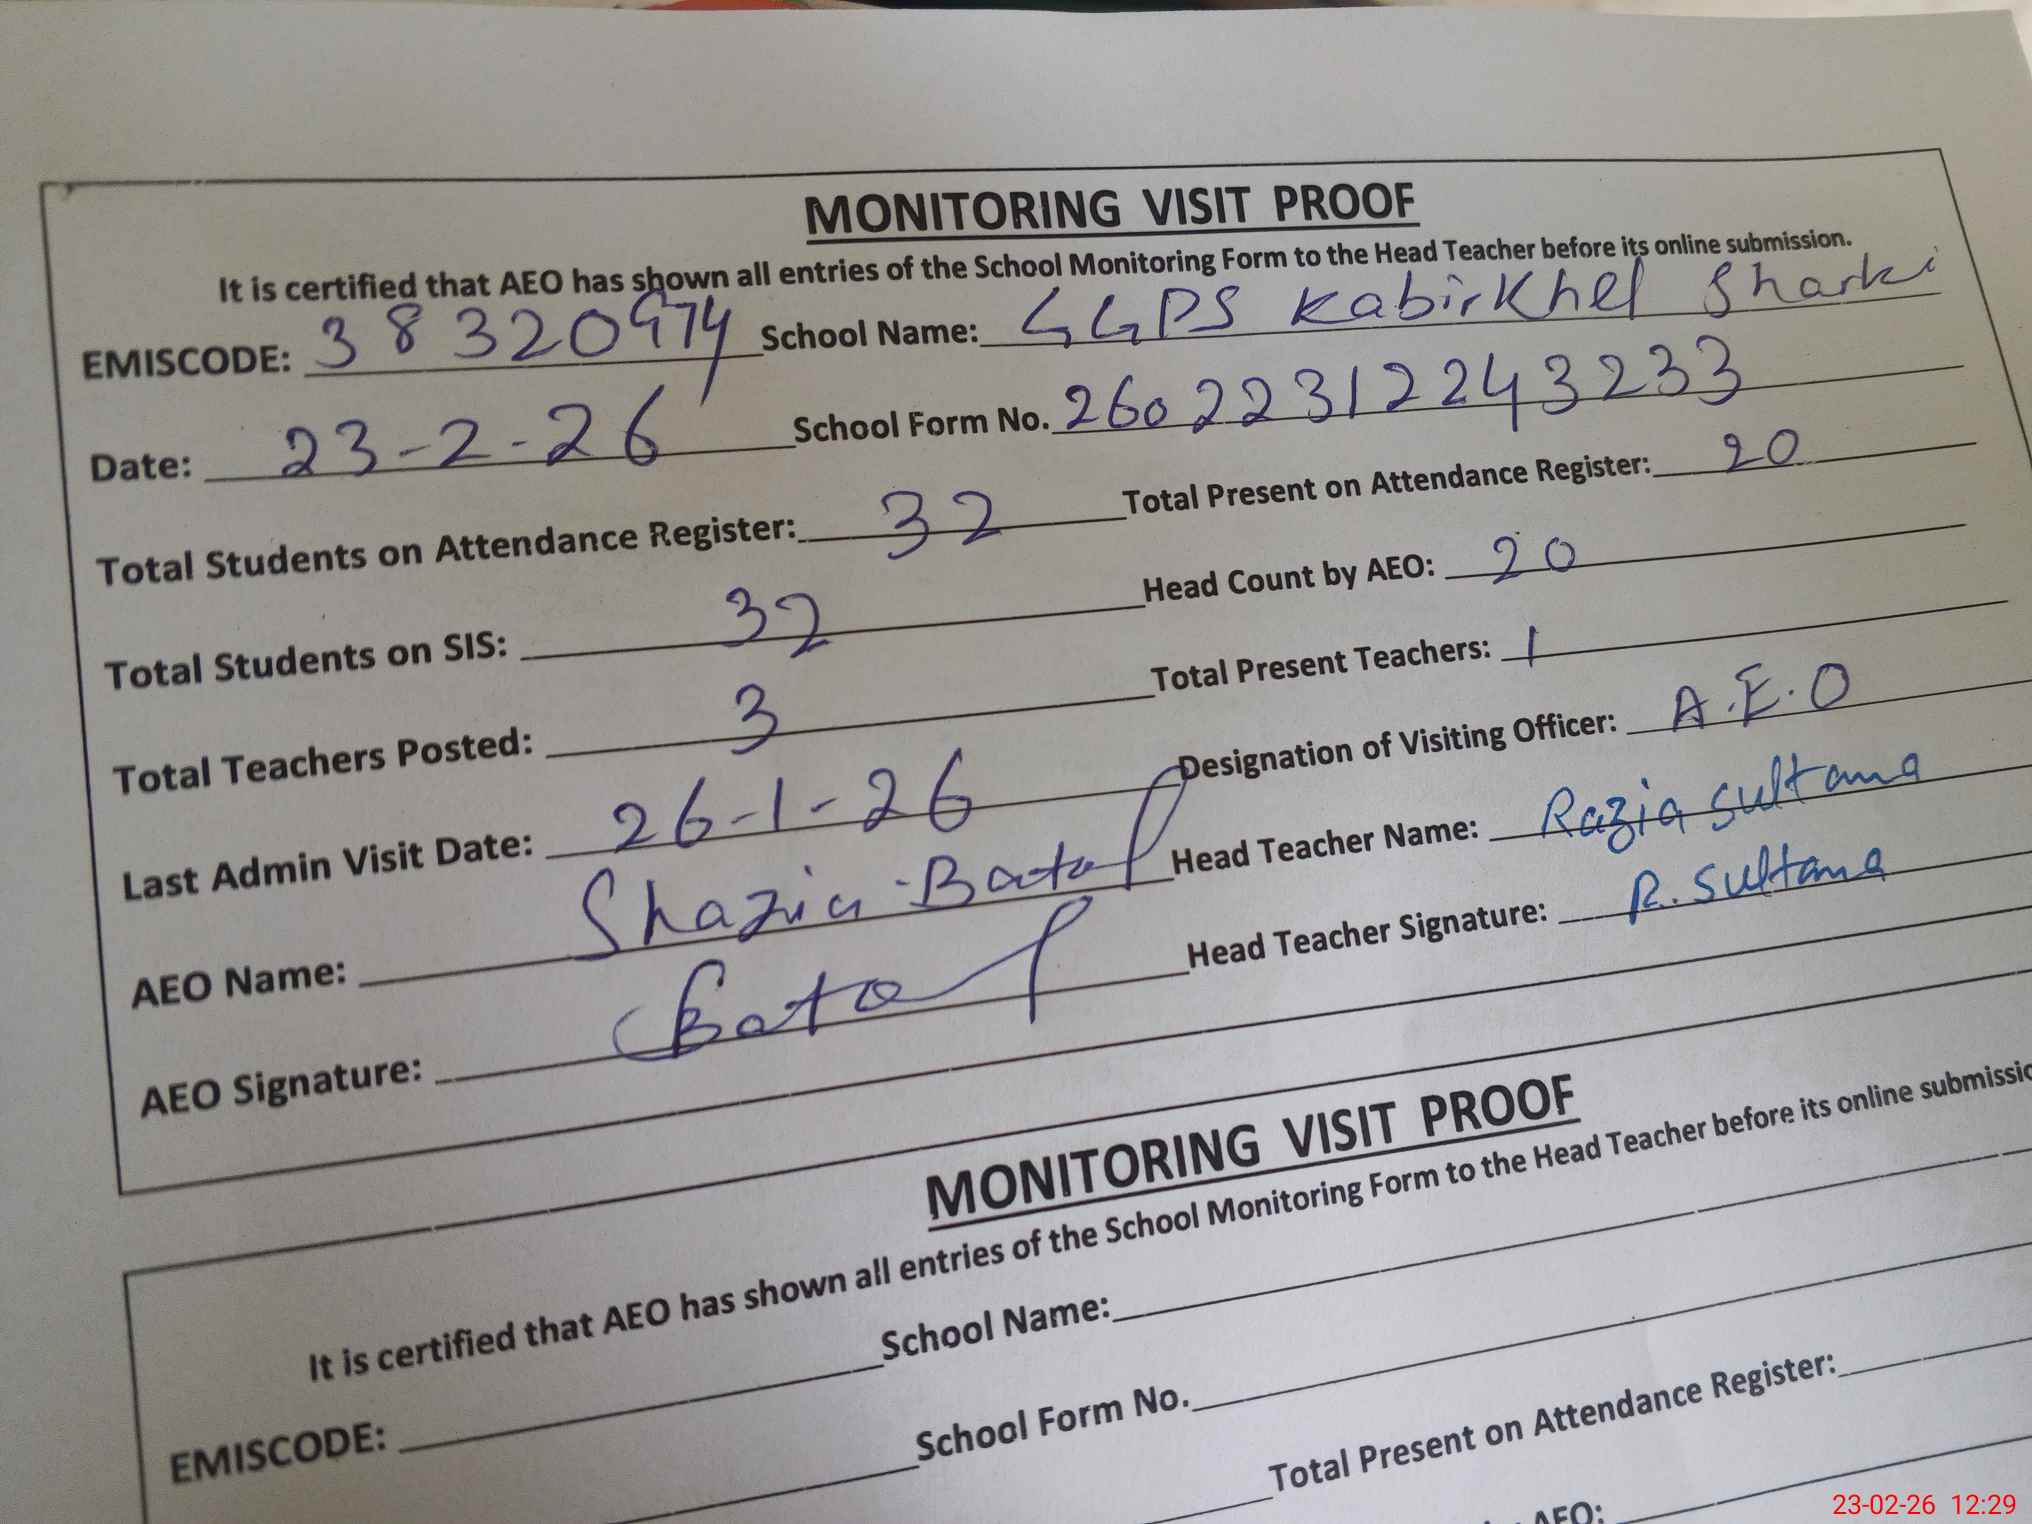 MONITORING VISIT PROOF
It is certified that AEO has shown all entries of the School Monitoring Form to the Head Teacher before its online submission.
EMISCODE: 38320974 School Name: GGPS Kabirkhel Sharki
Date: 23-2-26 School Form No. 260223122243233
Total Students on Attendance Register: 32 Total Present on Attendance Register: 20
Total Students on SIS: 32 Head Count by AEO: 20
Total Teachers Posted: 3 Total Present Teachers: 1
Last Admin Visit Date: 26-1-26 Designation of Visiting Officer: A.E.O
AEO Name: Shazia Batol Head Teacher Name: Razia Sultana
AEO Signature: Batol Head Teacher Signature: R. Sultana
MONITORING VISIT PROOF
It is certified that AEO has shown all entries of the School Monitoring Form to the Head Teacher before its online submissio
EMISCODE: School Name:
School Form No.
Total Present on Attendance Register:
AEO:
23-02-26 12:29